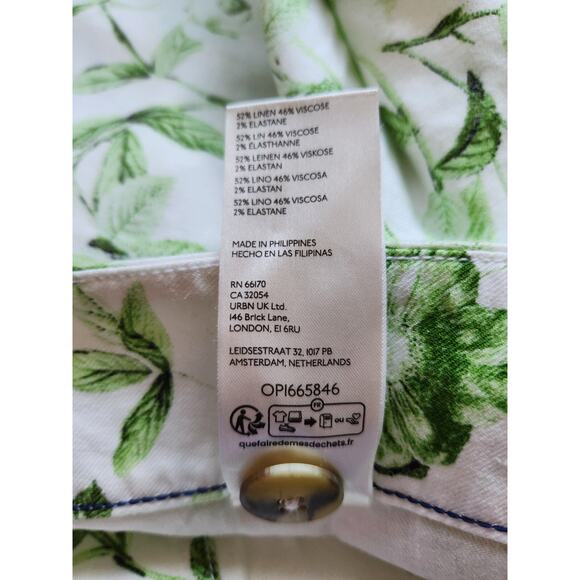 52% LINEN 46% VISCOSE
2% ELASTANE
52% LIN 46% VISCOSE
2% ÉLASTHANNE
52% LEINEN 46% VISKOSE
2% ELASTAN
52% LINO 46% VISCOSA
2% ELASTAN
52% LINO 46% VISCOSA
2% ELASTANE
MADE IN PHILIPPINES
HECHO EN LAS FILIPINAS
RN 66170
CA 32054
URBN UK Ltd.
146 Brick Lane,
LONDON, E1 6RU
LEIDSESTRAAT 32, 1017 PB
AMSTERDAM, NETHERLANDS
OP1665846
FR
OU
quefairedemesdechets.fr